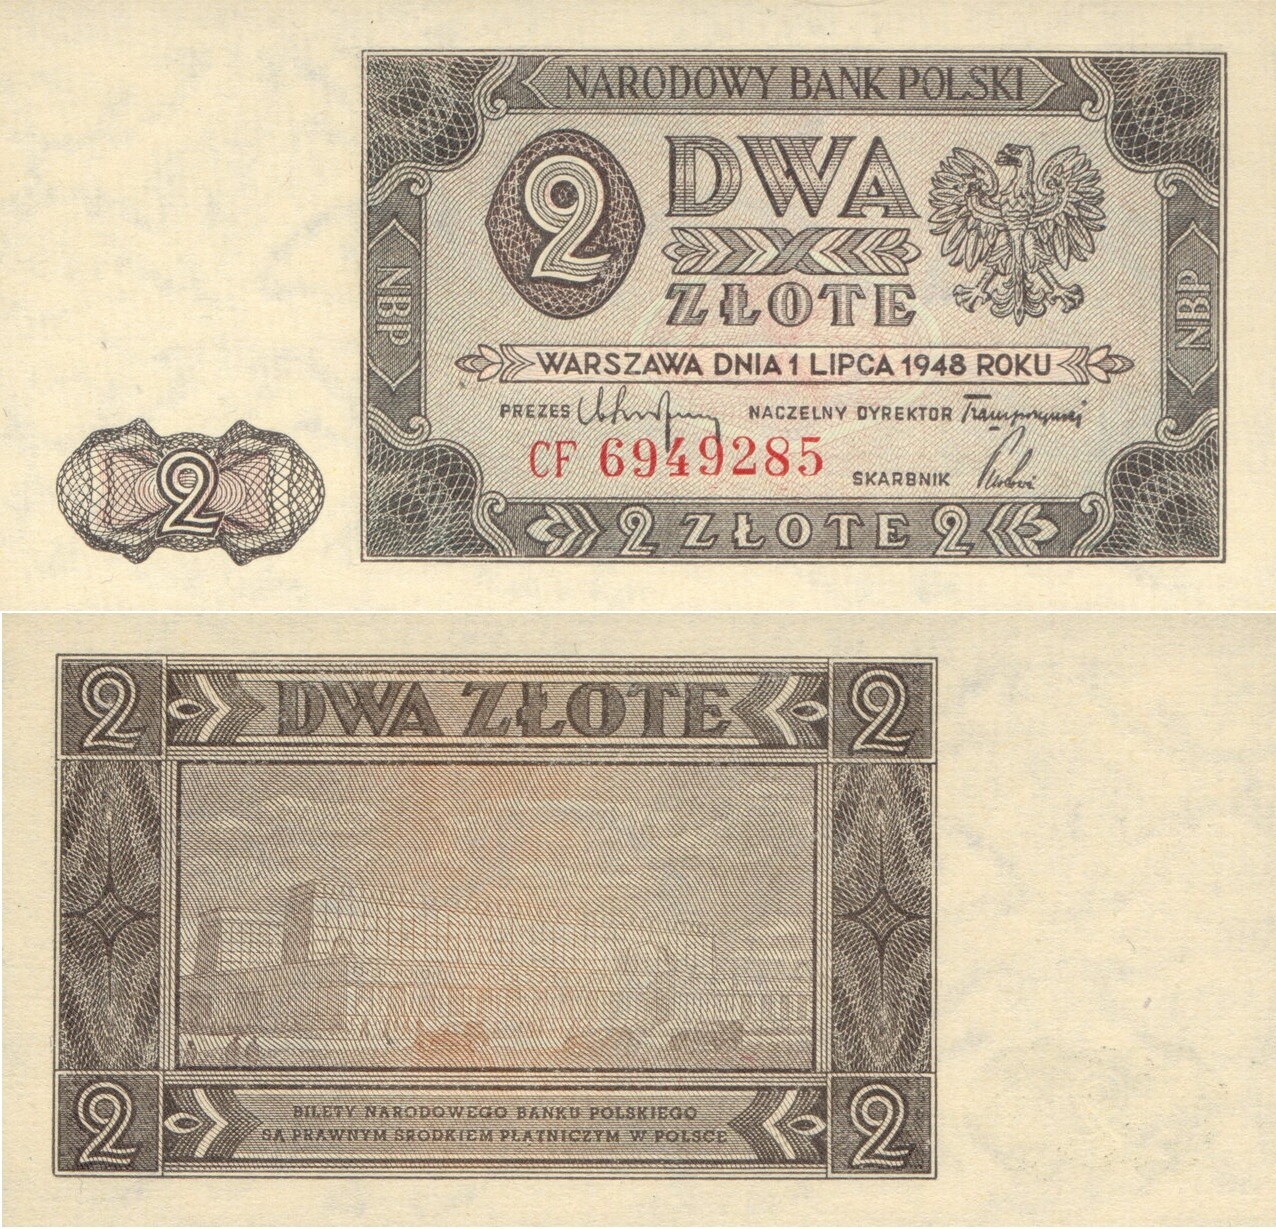 NARODOWY BANK POLSKI
2
DWA
ZŁOTE
NBP
NBP
WARSZAWA DNIA 1 LIPCA 1948 ROKU
PREZES
NACZELNY DYREKTOR
CF 6949285
SKARBNIK
2
2 ZŁOTE 2
2
DWA ZŁOTE
2
BILETY NARODOWEGO BANKU POLSKIEGO
SĄ PRAWNYM ŚRODKIEM PŁATNICZYM W POLSCE
2
2